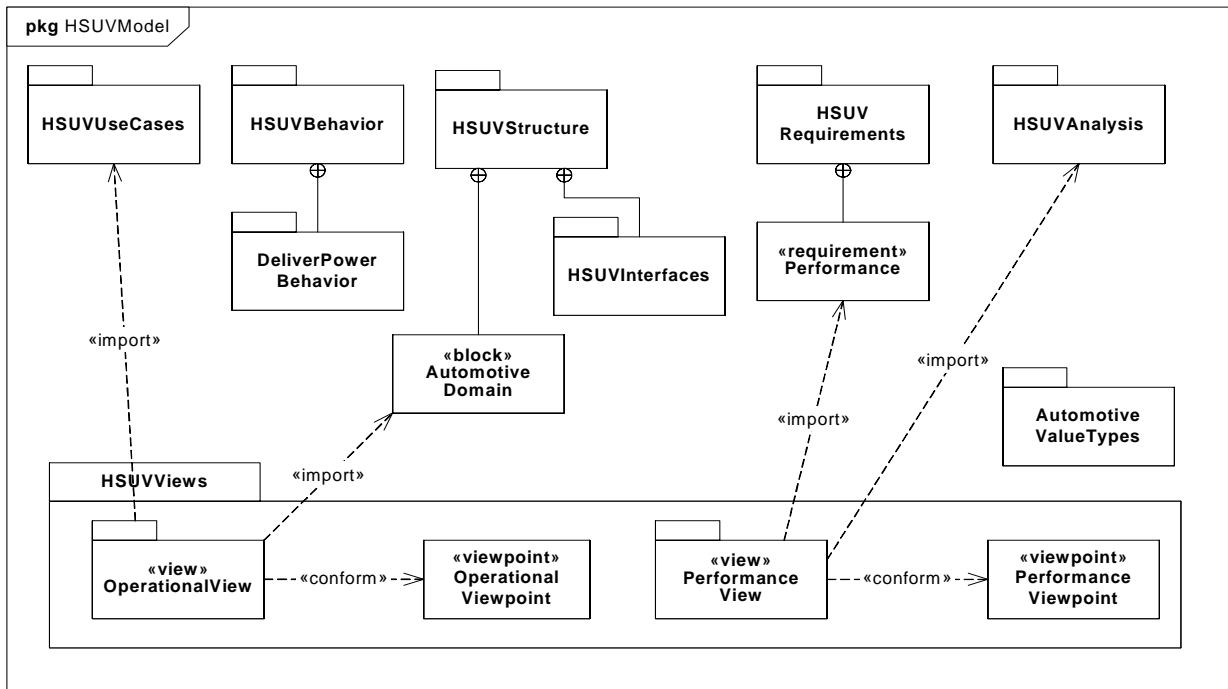 pkg HSUVModel
HSUVUseCases
HSUVBehavior
HSUVStructure
HSUV
Requirements
HSUVAnalysis
DeliverPower
Behavior
HSUVInterfaces
«requirement»
Performance
«import»
«block»
Automotive
Domain
«import»
«import»
«import»
Automotive
ValueTypes
HSUVViews
«view»
OperationalView
«conform»
«viewpoint»
Operational
Viewpoint
«view»
Performance
View
«conform»
«viewpoint»
Performance
Viewpoint